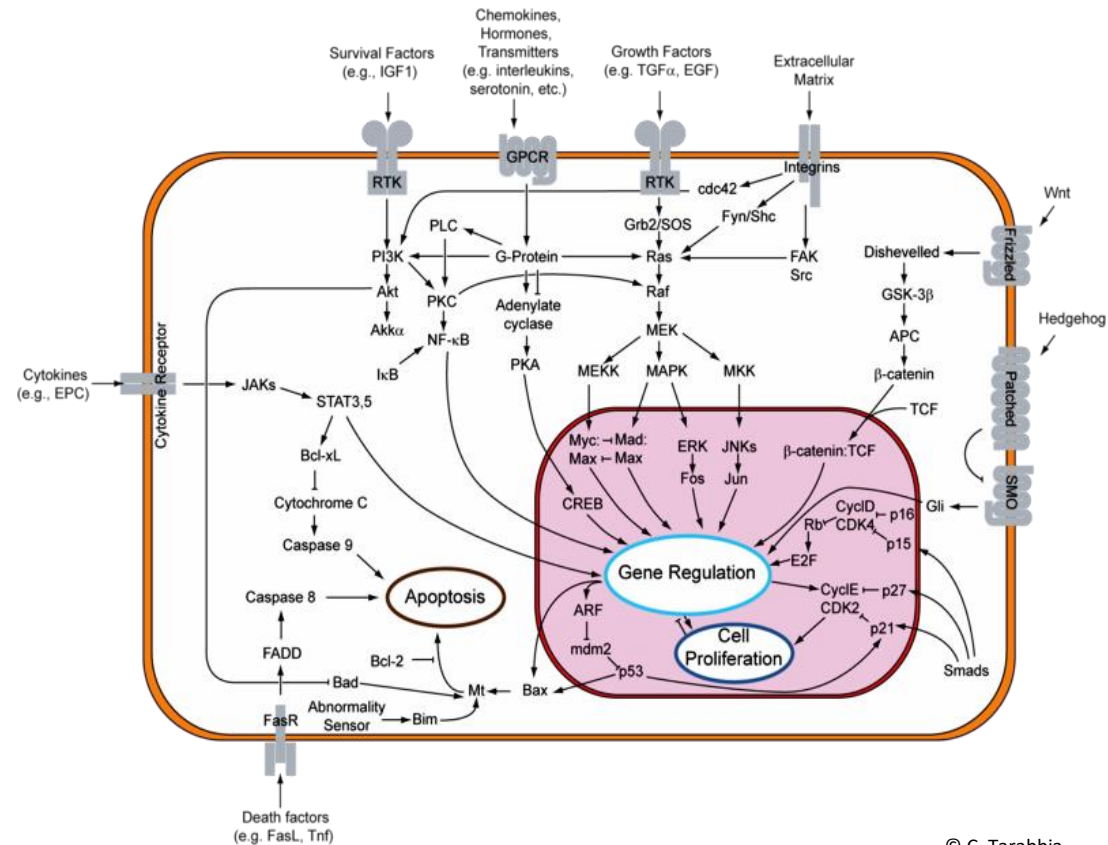 Chemokines,
Hormones,
Transmitters
(e.g. interleukins,
serotonin, etc.)
Survival Factors
(e.g., IGF1)
Growth Factors
(e.g. TGFα, EGF)
Extracellular
Matrix
RTK
GPCR
RTK
Integrins
cdc42
Wnt
Grb2/SOS
Fyn/Shc
PLC
Frizzled
Dishevelled
PI3K
G-Protein
Ras
FAK
Src
Akt
PKC
Adenylate
cyclase
Raf
GSK-3β
Hedgehog
Akkα
NF-κB
MEK
APC
IκB
PKA
MEKK
MAPK
MKK
β-catenin
Patched
Cytokines
(e.g., EPC)
Cytokine Receptor
JAKs
STAT3,5
TCF
Myc:
Mad:
Max
Max
ERK
JNKs
β-catenin:TCF
Bcl-xL
Fos
Jun
SMO
Cytochrome C
CREB
CyclD
p16
Gli
Rb
CDK4
p15
Caspase 9
E2F
Gene Regulation
Caspase 8
Apoptosis
CyclE
p27
ARF
CDK2
p21
FADD
mdm2
Cell
Proliferation
Bcl-2
p53
Smads
Bad
Mt
Bax
Abnormality
Sensor
Bim
FasR
Death factors
(e.g. FasL, Tnf)